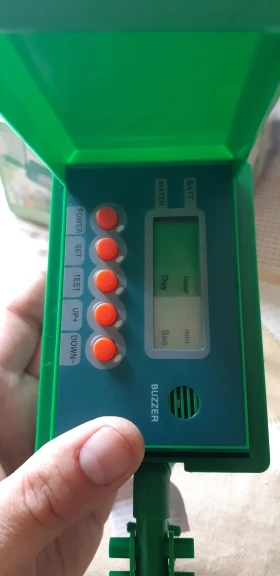 BATT.
WATER
hour min
Day Sec
POWER
SET
TEST
UP+
DOWN-
BUZZER